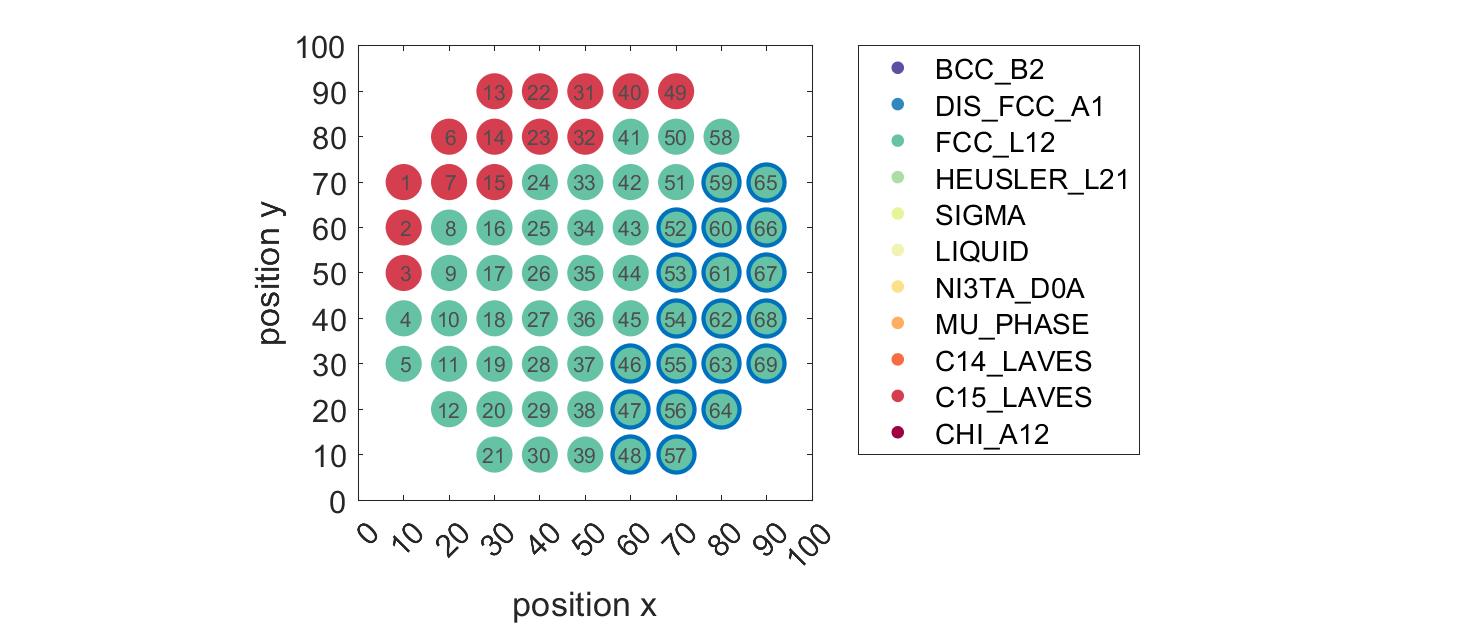 100
90 13 22 31 40 49
80 6 14 23 32 41 50 58
70 1 7 15 24 33 42 51 59 65
60 2 8 16 25 34 43 52 60 66
50 3 9 17 26 35 44 53 61 67
40 4 10 18 27 36 45 54 62 68
30 5 11 19 28 37 46 55 63 69
20 12 20 29 38 47 56 64
10 21 30 39 48 57
0
position y
0 10 20 30 40 50 60 70 80 90 100
position x
BCC_B2
DIS_FCC_A1
FCC_L12
HEUSLER_L21
SIGMA
LIQUID
NI3TA_D0A
MU_PHASE
C14_LAVES
C15_LAVES
CHI_A12